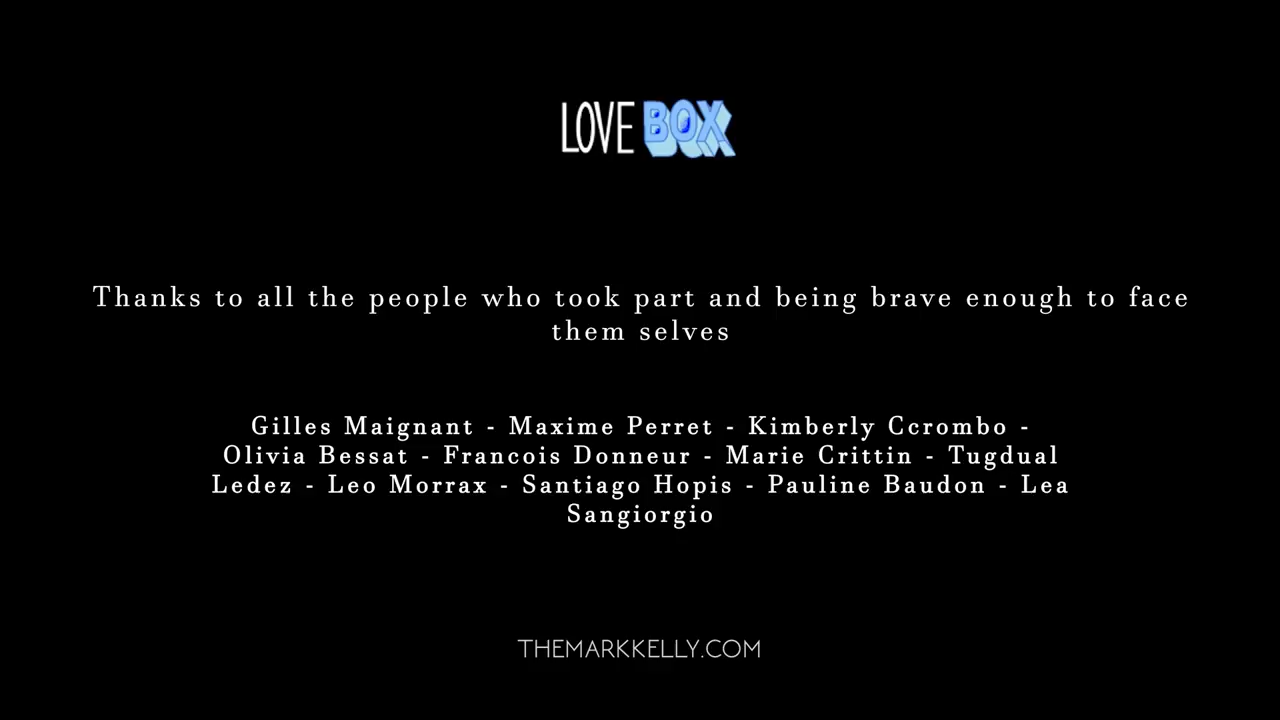 LOVE BOX
Thanks to all the people who took part and being brave enough to face
them selves
Gilles Maignant - Maxime Perret - Kimberly Ccrombo -
Olivia Bessat - Francois Donneur - Marie Crittin - Tugdual
Ledez - Leo Morrax - Santiago Hopis - Pauline Baudon - Lea
Sangiorgio
THEMARKKELLY.COM